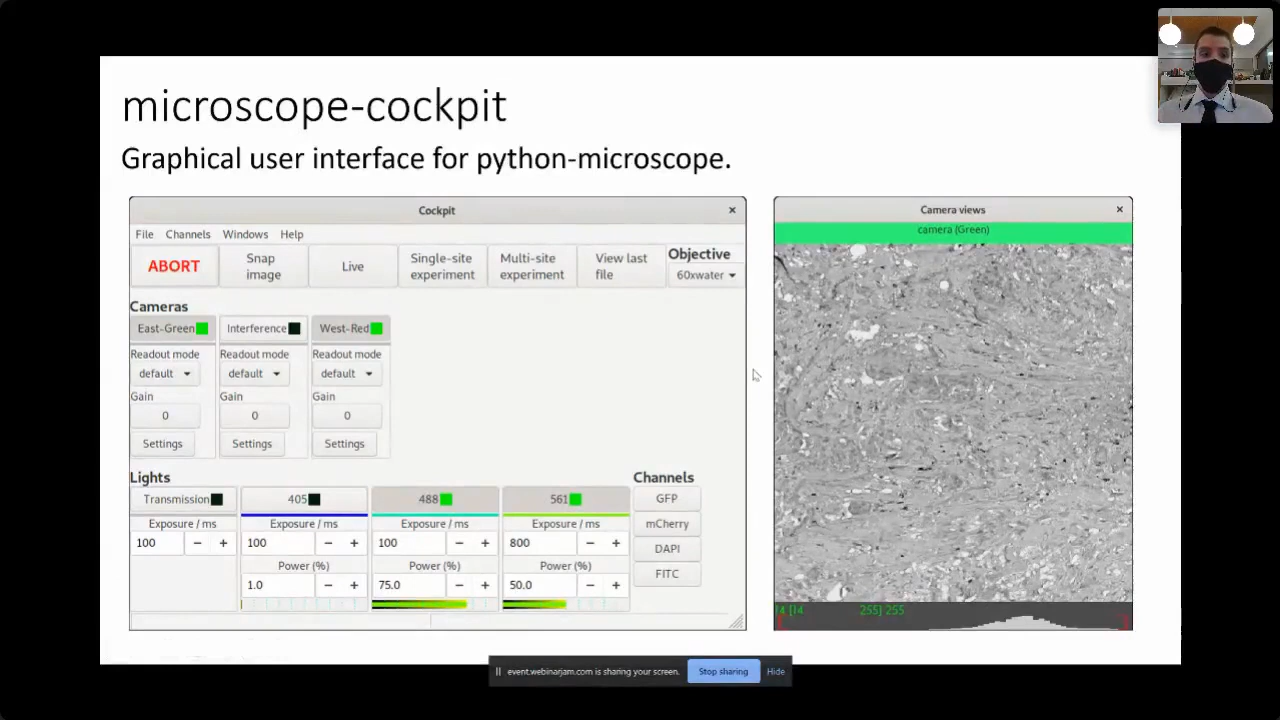 microscope-cockpit
Graphical user interface for python-microscope.
Cockpit
File Channels Windows Help
ABORT
Snap image
Live
Single-site experiment
Multi-site experiment
View last file
Objective
60xwater
Cameras
East-Green Interference West-Red
Readout mode Readout mode Readout mode
default default default
Gain Gain Gain
0 0 0
Settings Settings Settings
Lights
Transmission 405 488 561
Exposure / ms Exposure / ms Exposure / ms Exposure / ms
100 − + 100 − + 100 − + 800 − +
Power (%) Power (%) Power (%)
1.0 − + 75.0 − + 50.0 − +
Channels
GFP
mCherry
DAPI
FITC
Camera views
camera (Green)
255] 255
event.webinarjam.com is sharing your screen. Stop sharing Hide